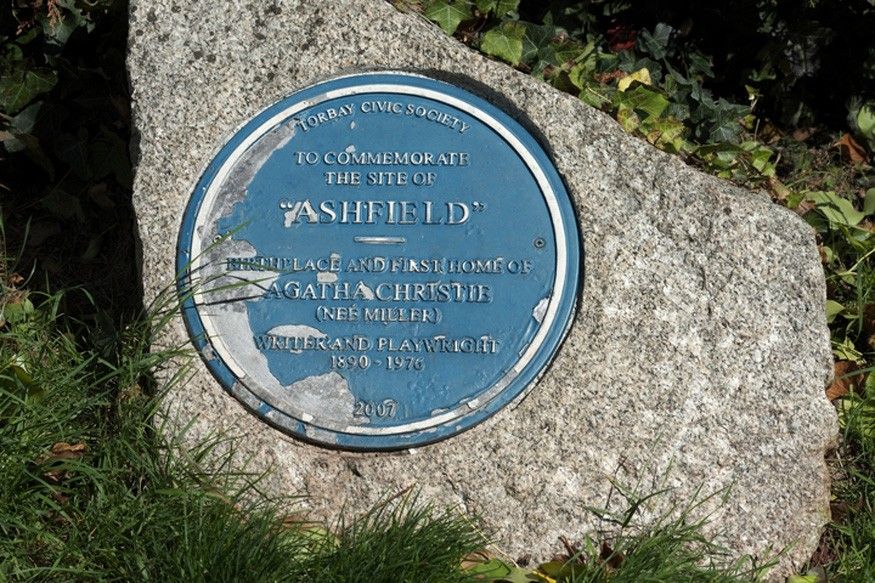 TORBAY CIVIC SOCIETY
TO COMMEMORATE
THE SITE OF
"ASHFIELD"
BIRTHPLACE AND FIRST HOME OF
AGATHA CHRISTIE
(NEÉ MILLER)
WRITER AND PLAYWRIGHT
1890 - 1976
2007